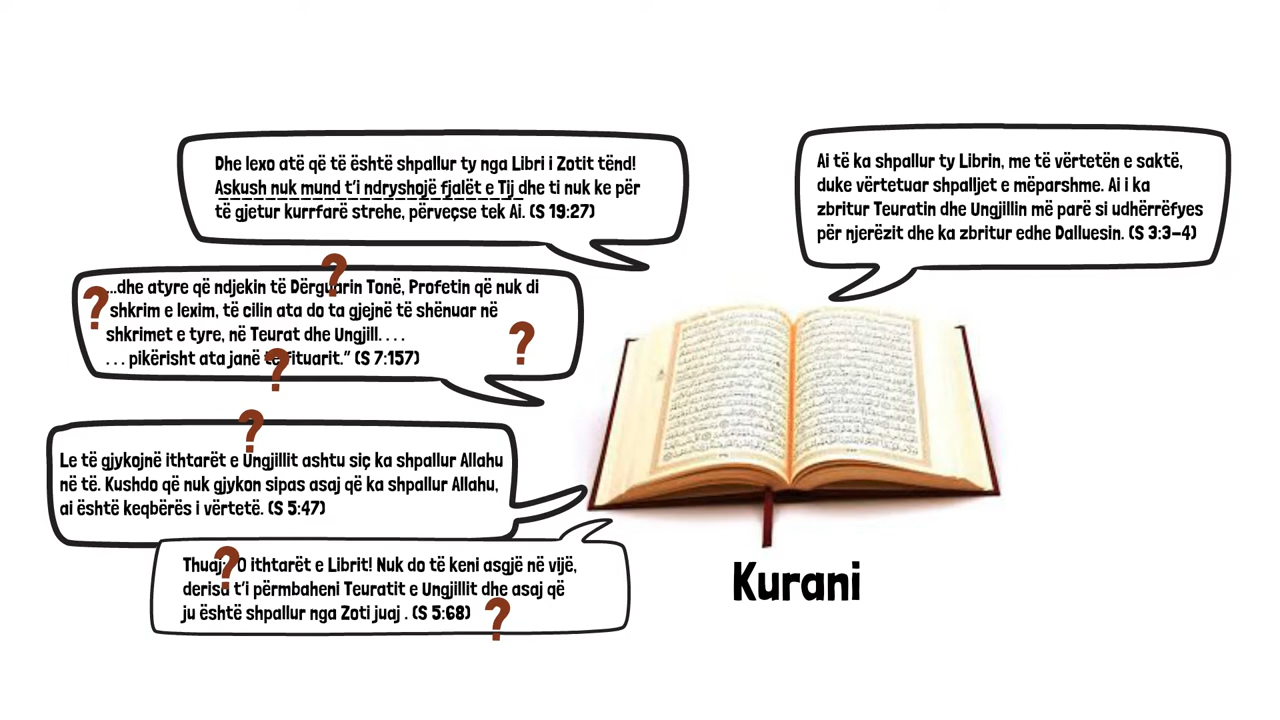 Dhe lexo atë që të është shpallur ty nga Libri i Zotit tënd!
Askush nuk mund t'i ndryshojë fjalët e Tij dhe ti nuk ke për
të gjetur kurrfarë strehe, përveçse tek Ai. (S 19:27)
Ai të ka shpallur ty Librin, me të vërtetën e saktë,
duke vërtetuar shpalljet e mëparshme. Ai i ka
zbritur Teuratin dhe Ungjillin më parë si udhërrëfyes
për njerëzit dhe ka zbritur edhe Dalluesin. (S 3:3-4)
...dhe atyre që ndjekin të Dërguarin Tonë, Profetin që nuk di
shkrim e lexim, të cilin ata do ta gjejnë të shënuar në
shkrimet e tyre, në Teurat dhe Ungjill. . . .
. . . pikërisht ata janë të fituarit." (S 7:157)
Le të gjykojnë ithtarët e Ungjillit ashtu siç ka shpallur Allahu
në të. Kushdo që nuk gjykon sipas asaj që ka shpallur Allahu,
ai është keqbërës i vërtetë. (S 5:47)
Thuaj: O ithtarët e Librit! Nuk do të keni asgjë në vijë,
derisa t'i përmbaheni Teuratit e Ungjillit dhe asaj që
ju është shpallur nga Zoti juaj . (S 5:68)
? ? ? ? ? ? ?
Kurani